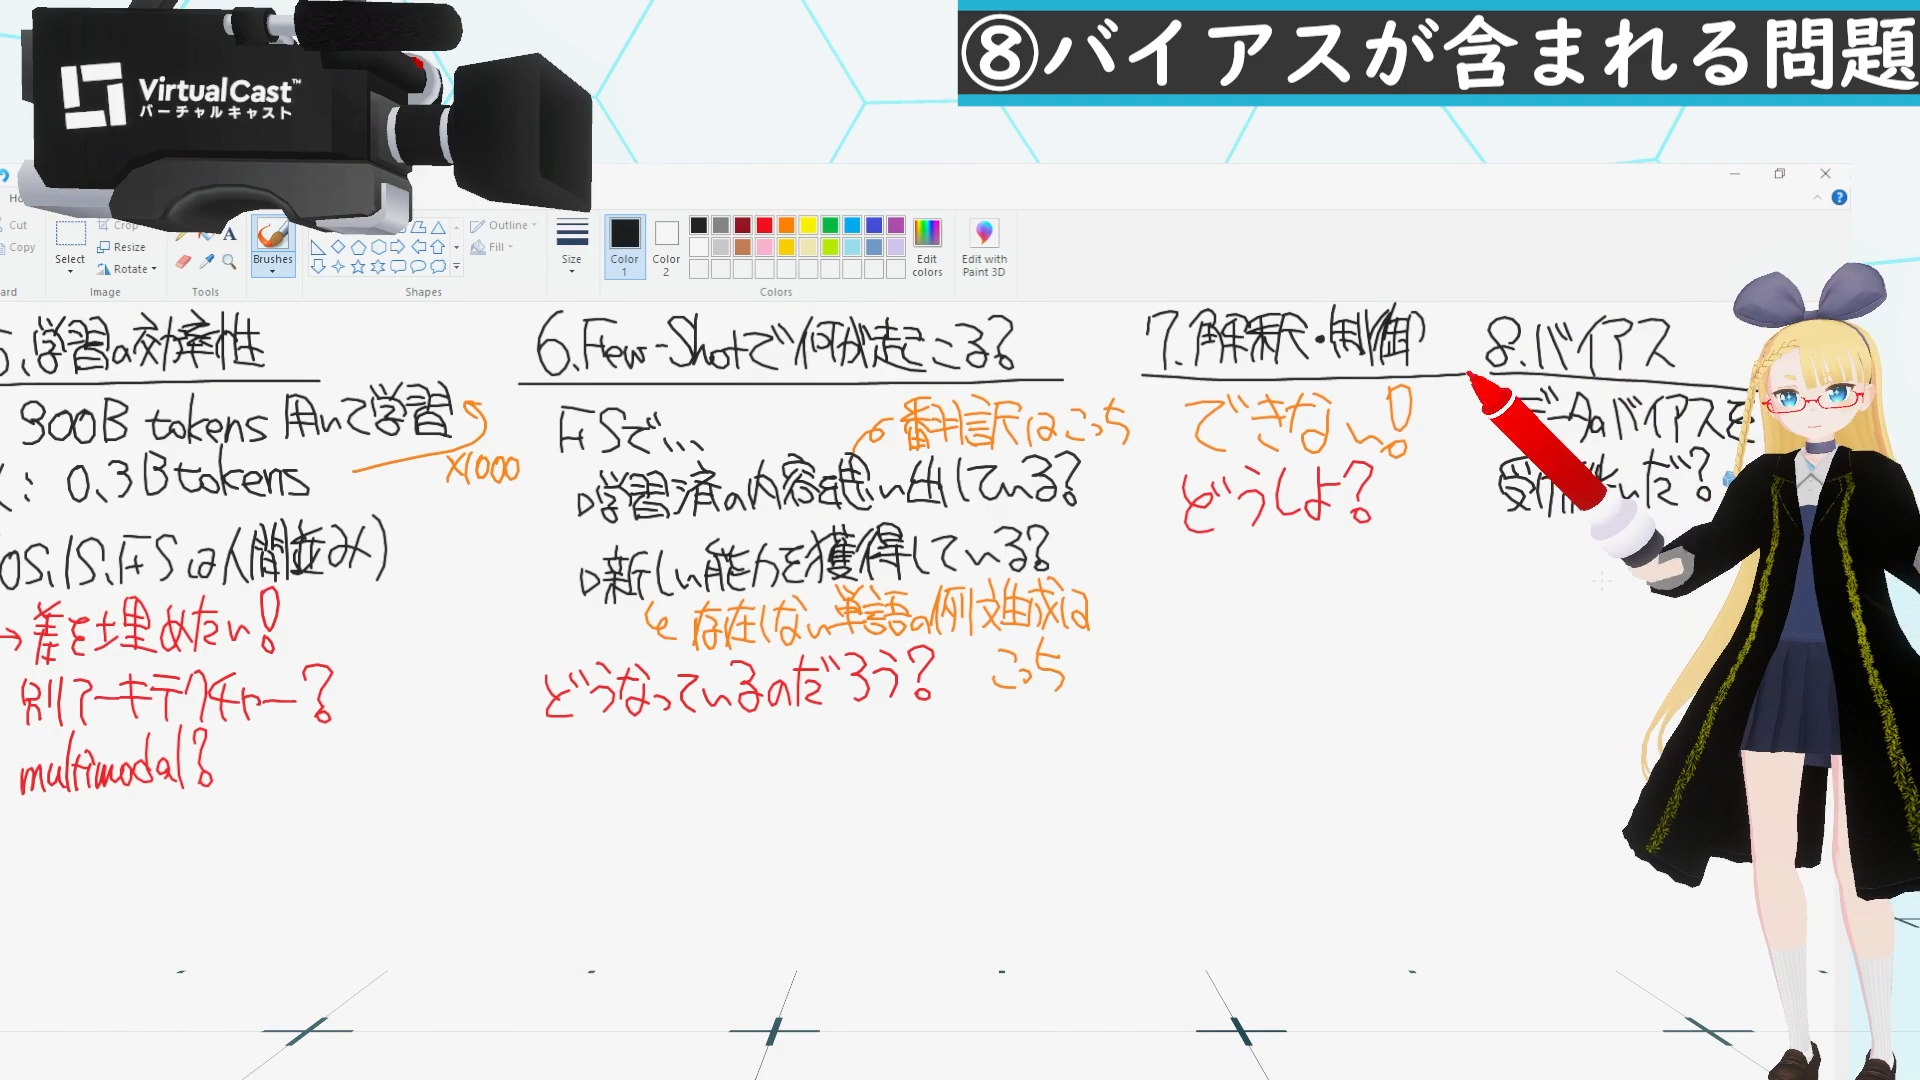 ⑧バイアスが含まれる問題
VirtualCast™
バーチャルキャスト
Cut
Copy
Select
Crop
Resize
Rotate
Image
Tools
Brushes
Shapes
Outline
Fill
Size
Color 1
Color 2
Colors
Edit colors
Edit with Paint 3D
5.学習の効率性
300B tokens 用いて学習
: 0.3B tokens
×1000
OS,1S,FSは人間並み)
→差を埋めたい!
別アーキテクチャー?
multimodal?
6.Few-Shotで何が起こる?
FSで...
翻訳はこっち
▷学習済の内容を思い出している?
▷新しい能力を獲得している?
存在しない単語の例文生成は
こっち
どうなっているのだろう?
7.解釈・制御
できない!
どうしよ?
8.バイアス
データのバイアスを
受け だ?